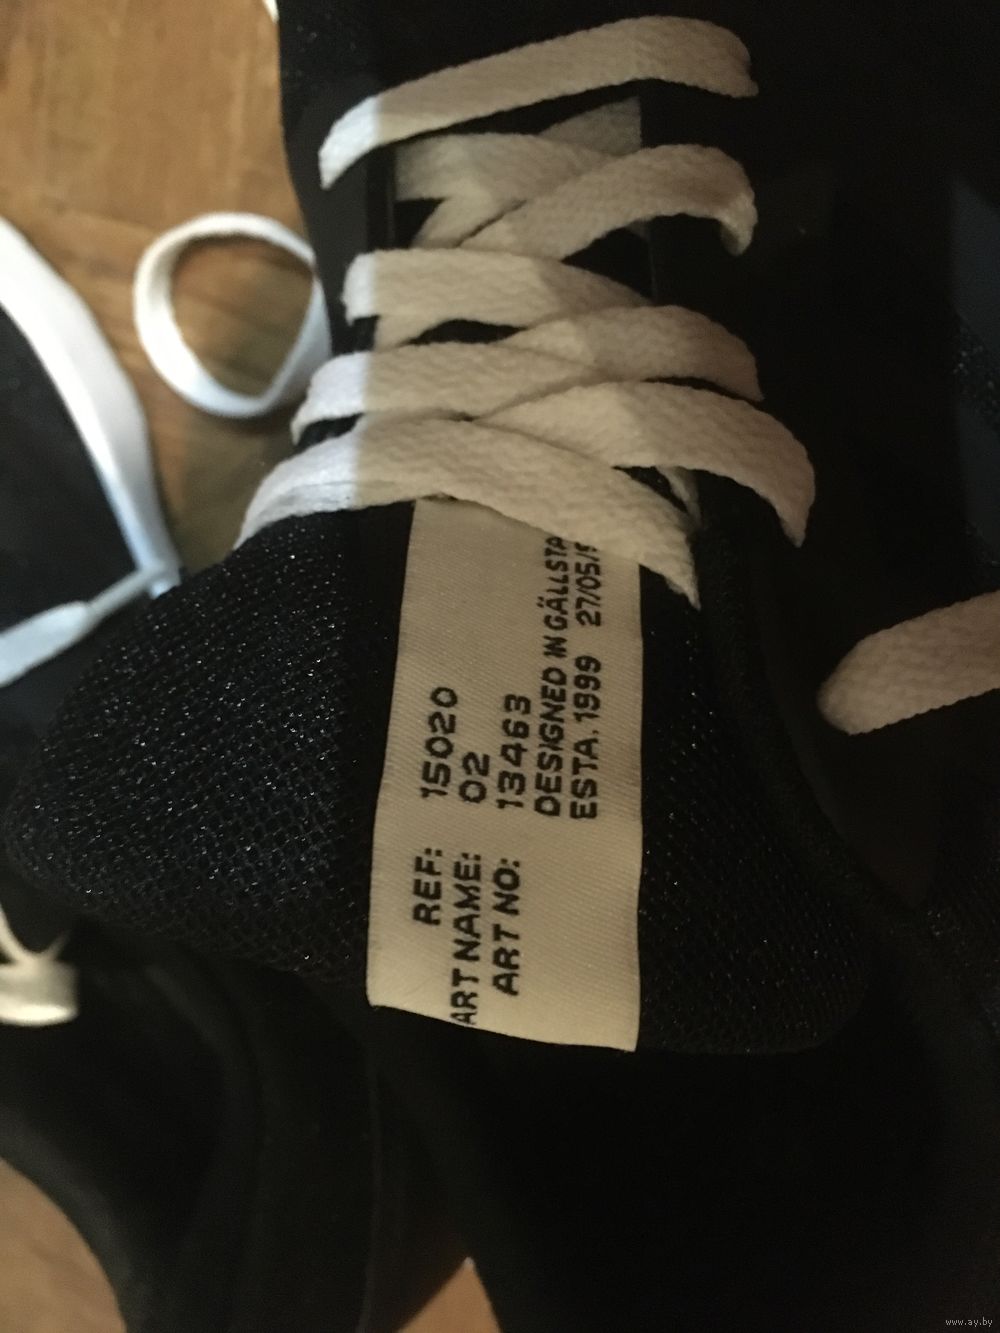 REF: 15020
ART NAME: 02
ART NO: 13463
DESIGNED IN GÄLLSTA
ESTA. 1999 27/05/
www.ay.by